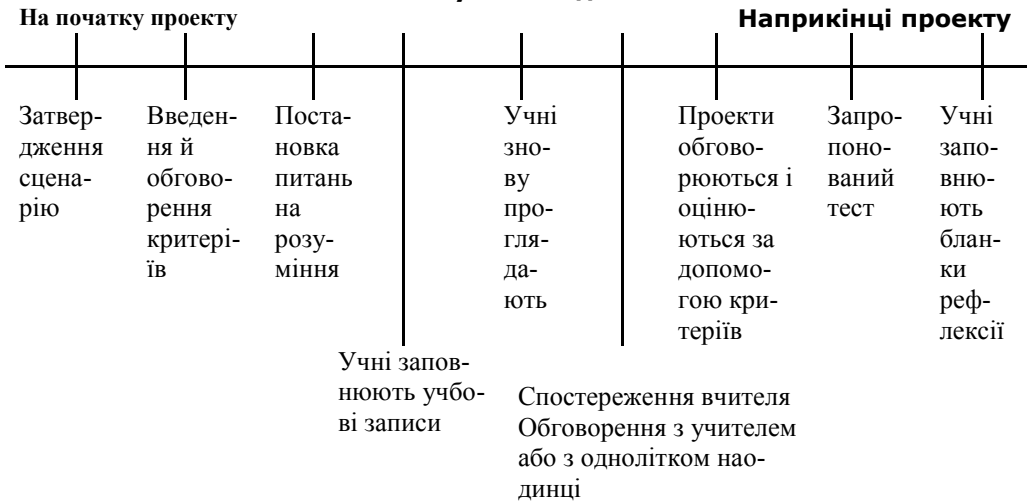 На початку проекту
Наприкінці проекту
Затвер-
дження
сцена-
рію
Введен-
ня й
обгово-
рення
критері-
їв
Поста-
новка
питань
на
розу-
міння
Учні
зно-
ву
про-
гля-
да-
ють
Проекти
обгово-
рюються і
оціню-
ються за
допомо-
гою кри-
теріїв
Запро-
поно-
ваний
тест
Учні
запо-
вню-
ють
блан-
ки
реф-
лексії
Учні запов-
нюють учбо-
ві записи
Спостереження вчителя
Обговорення з учителем
або з однолітком нао-
динці